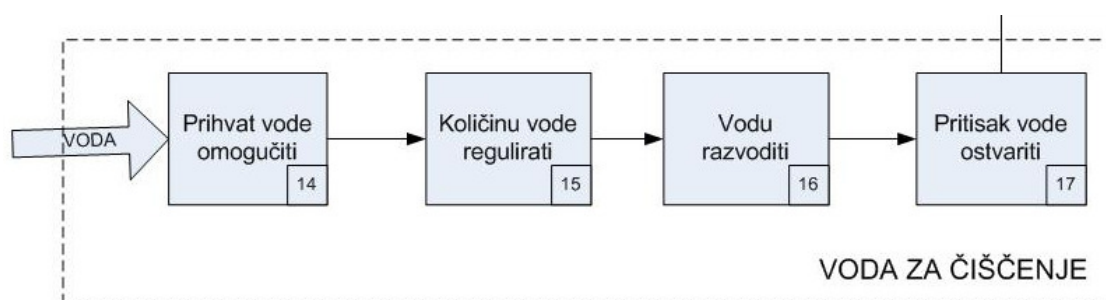 VODA
Prihvat vode
omogučiti
14
Količinu vode
regulirati
15
Vodu
razvoditi
16
Pritisak vode
ostvariti
17
VODA ZA ČIŠČENJE